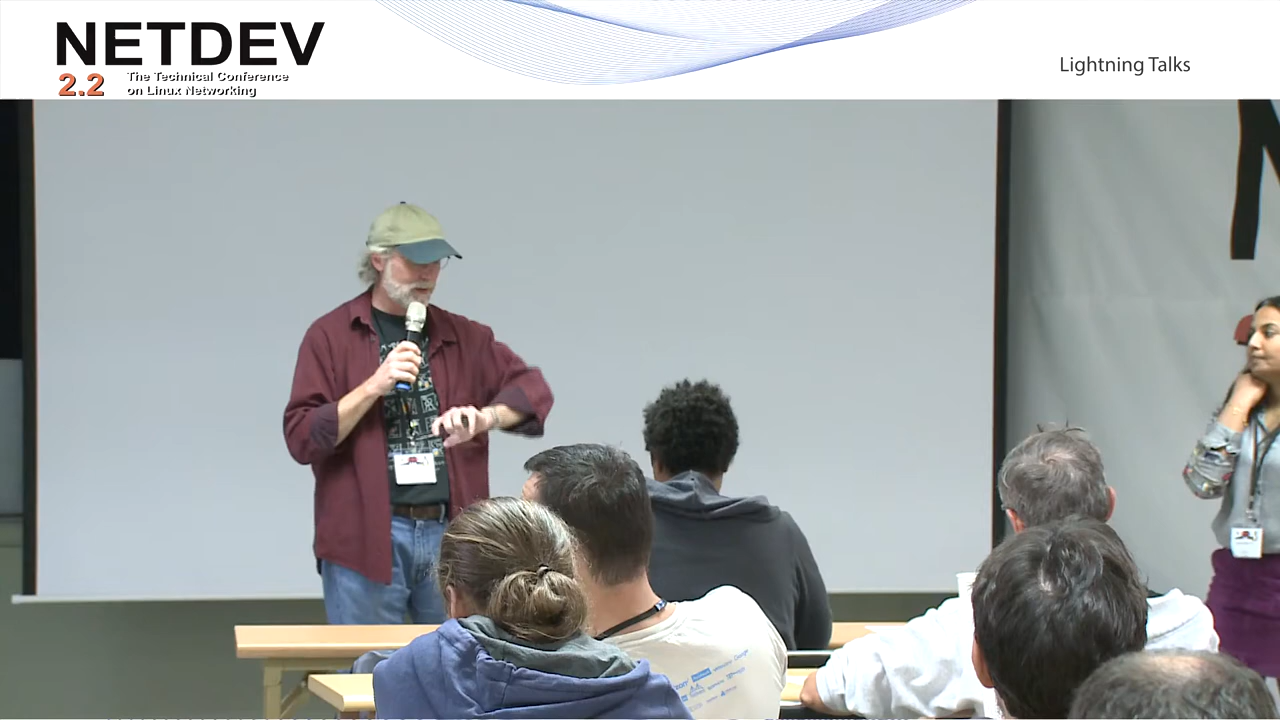 NETDEV
2.2
The Technical Conference
on Linux Networking
Lightning Talks
N